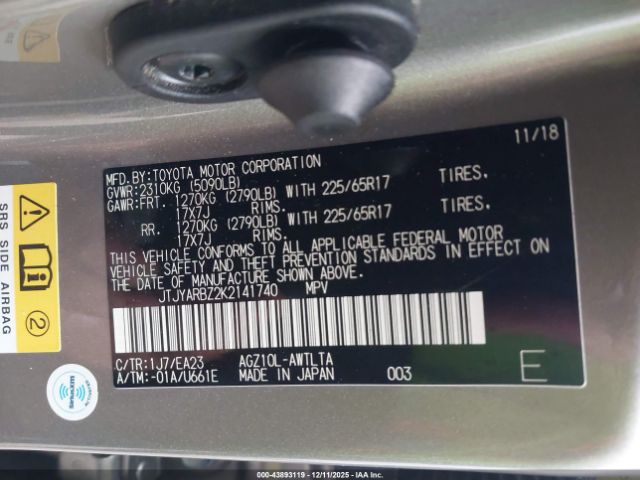 11/18
MFD.BY:TOYOTA MOTOR CORPORATION
GVWR:2310KG (5090LB)
GAWR:FRT. 1270KG (2790LB) WITH 225/65R17 TIRES.
17X7J RIMS.
RR. 1270KG (2790LB) WITH 225/65R17 TIRES.
17X7J RIMS.
THIS VEHICLE CONFORMS TO ALL APPLICABLE FEDERAL MOTOR
VEHICLE SAFETY AND THEFT PREVENTION STANDARDS IN EFFECT ON
THE DATE OF MANUFACTURE SHOWN ABOVE.
JTJYARBZ2K2141740 MPV
C/TR:1J7/EA23 AGZ10L-AWTLTA
A/TM:-01A/U661E MADE IN JAPAN 003 E
SRS SIDE AIRBAG
2
STOCK# 000-43893119 - 12/11/2025 - IAA INC. COPYRIGHT